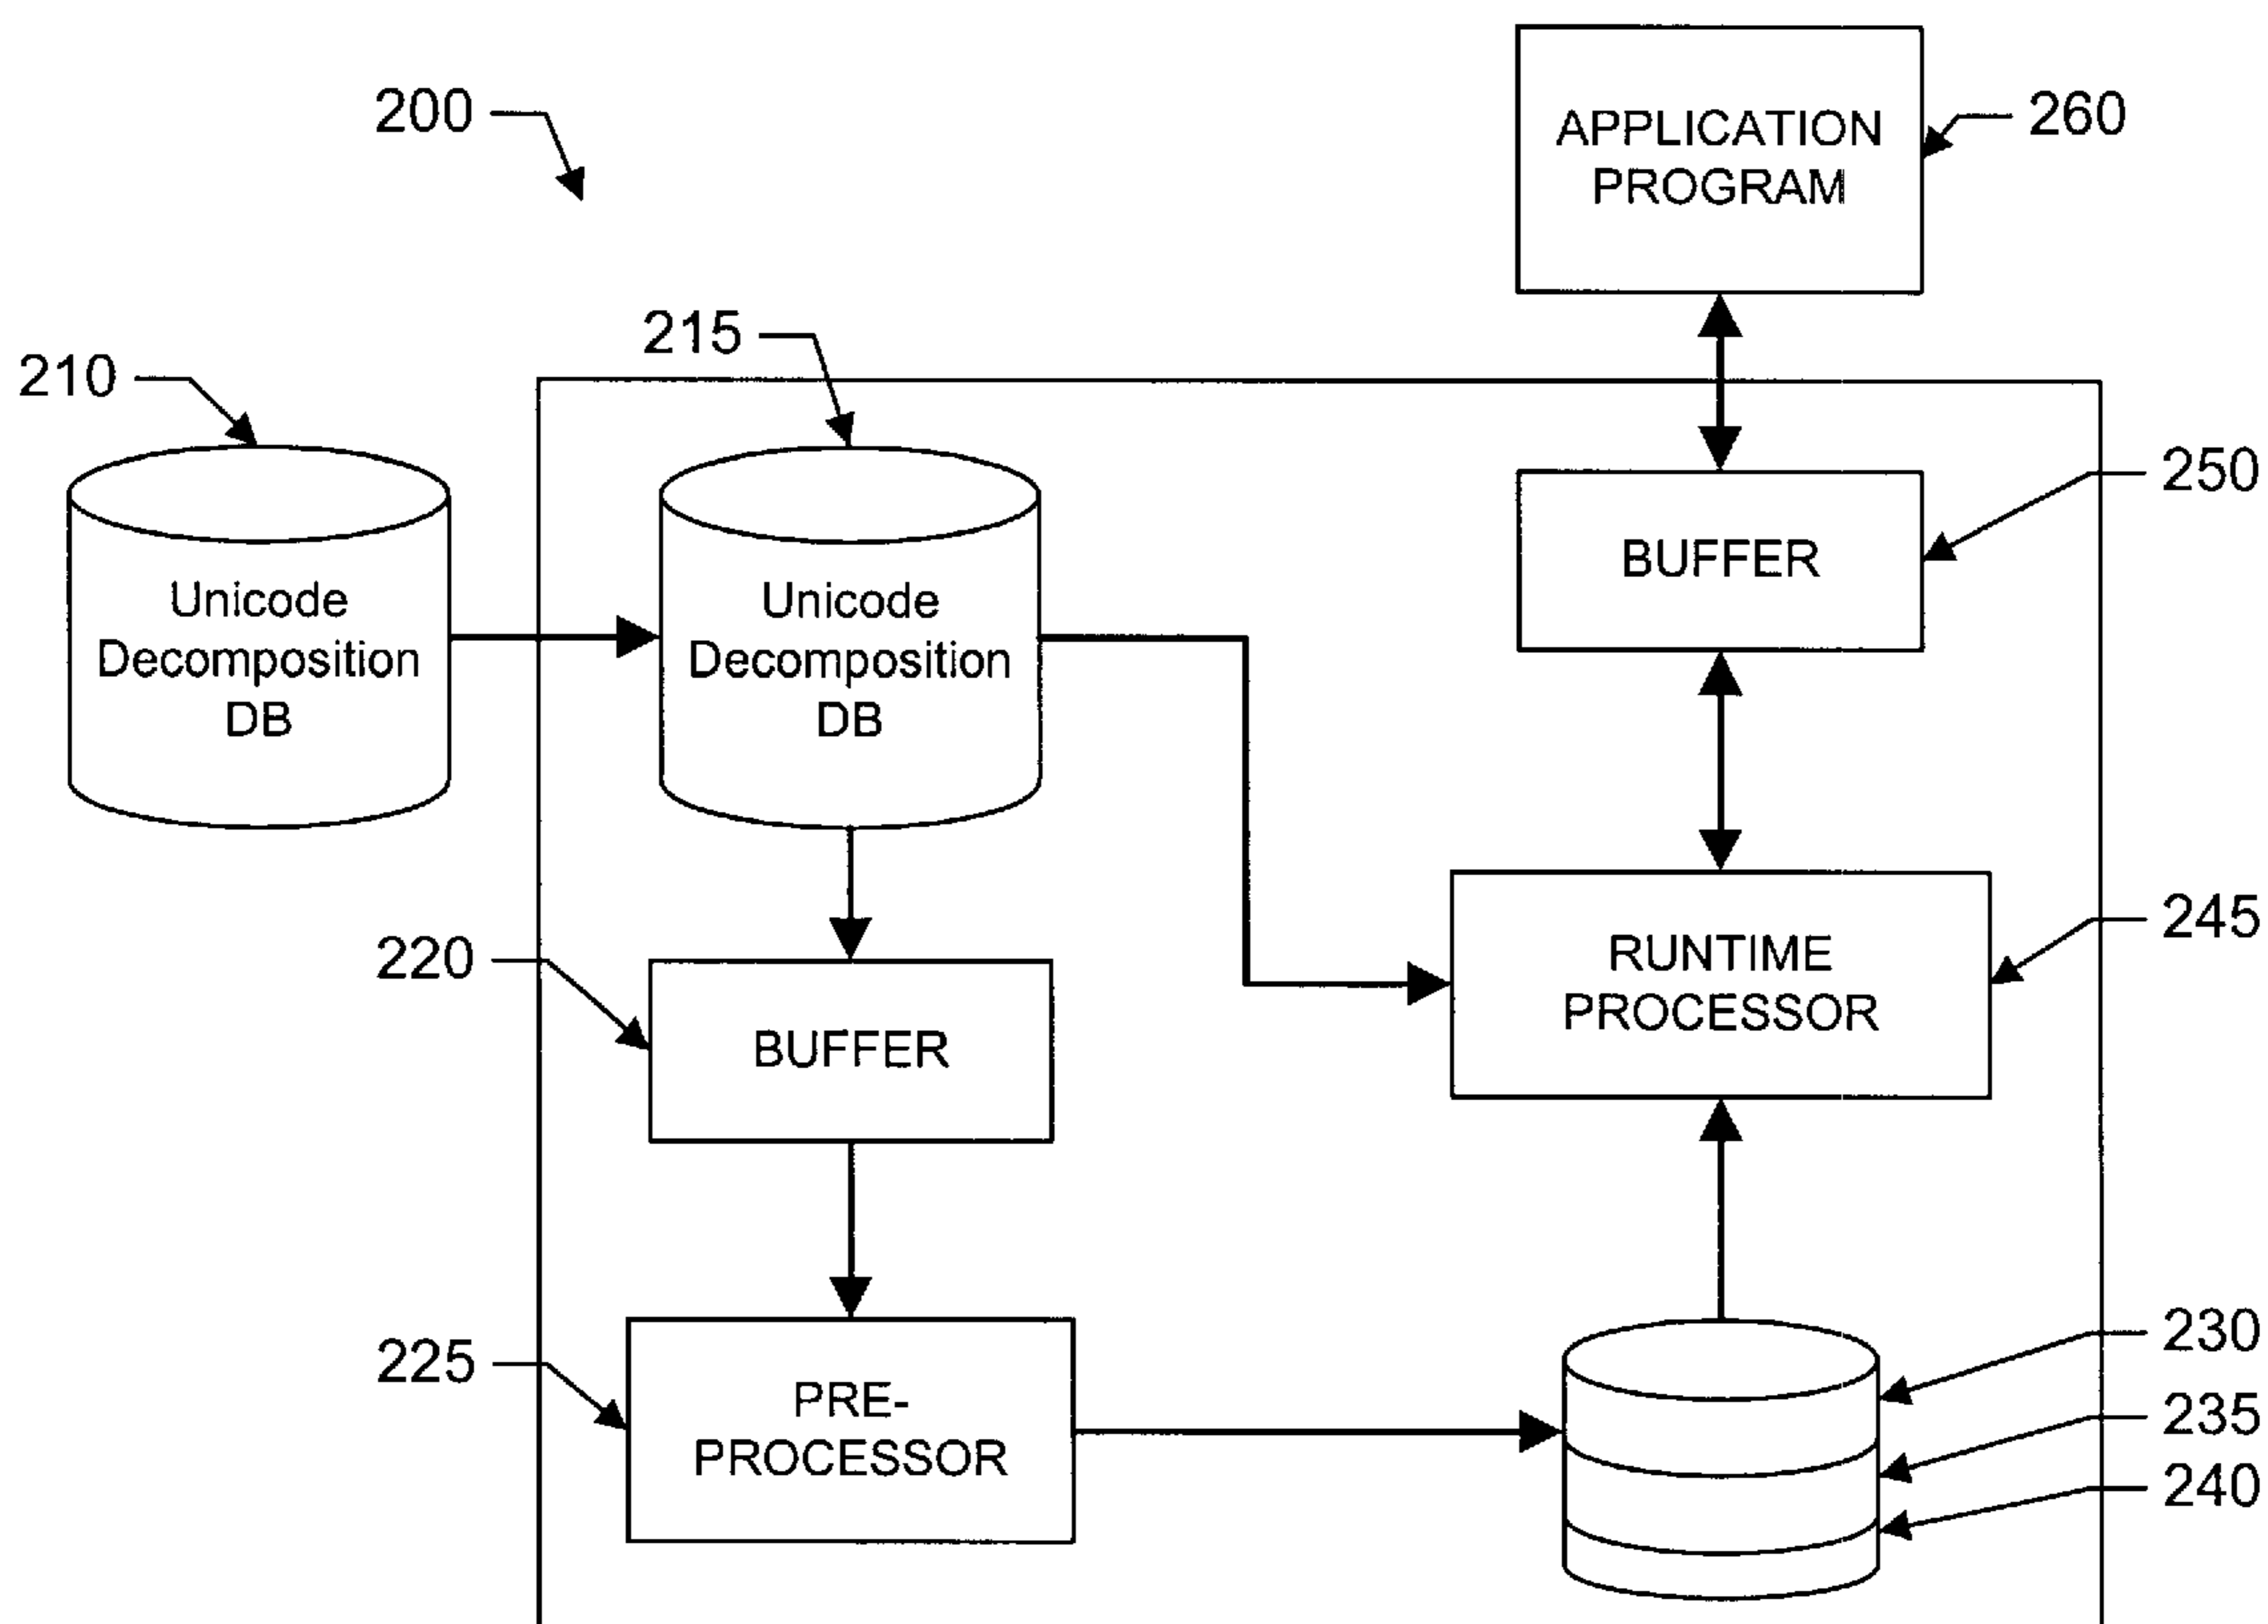 200
APPLICATION
PROGRAM
260
215
210
Unicode
Decomposition
DB
Unicode
Decomposition
DB
BUFFER
250
220
BUFFER
RUNTIME
PROCESSOR
245
225
PRE-
PROCESSOR
230
235
240